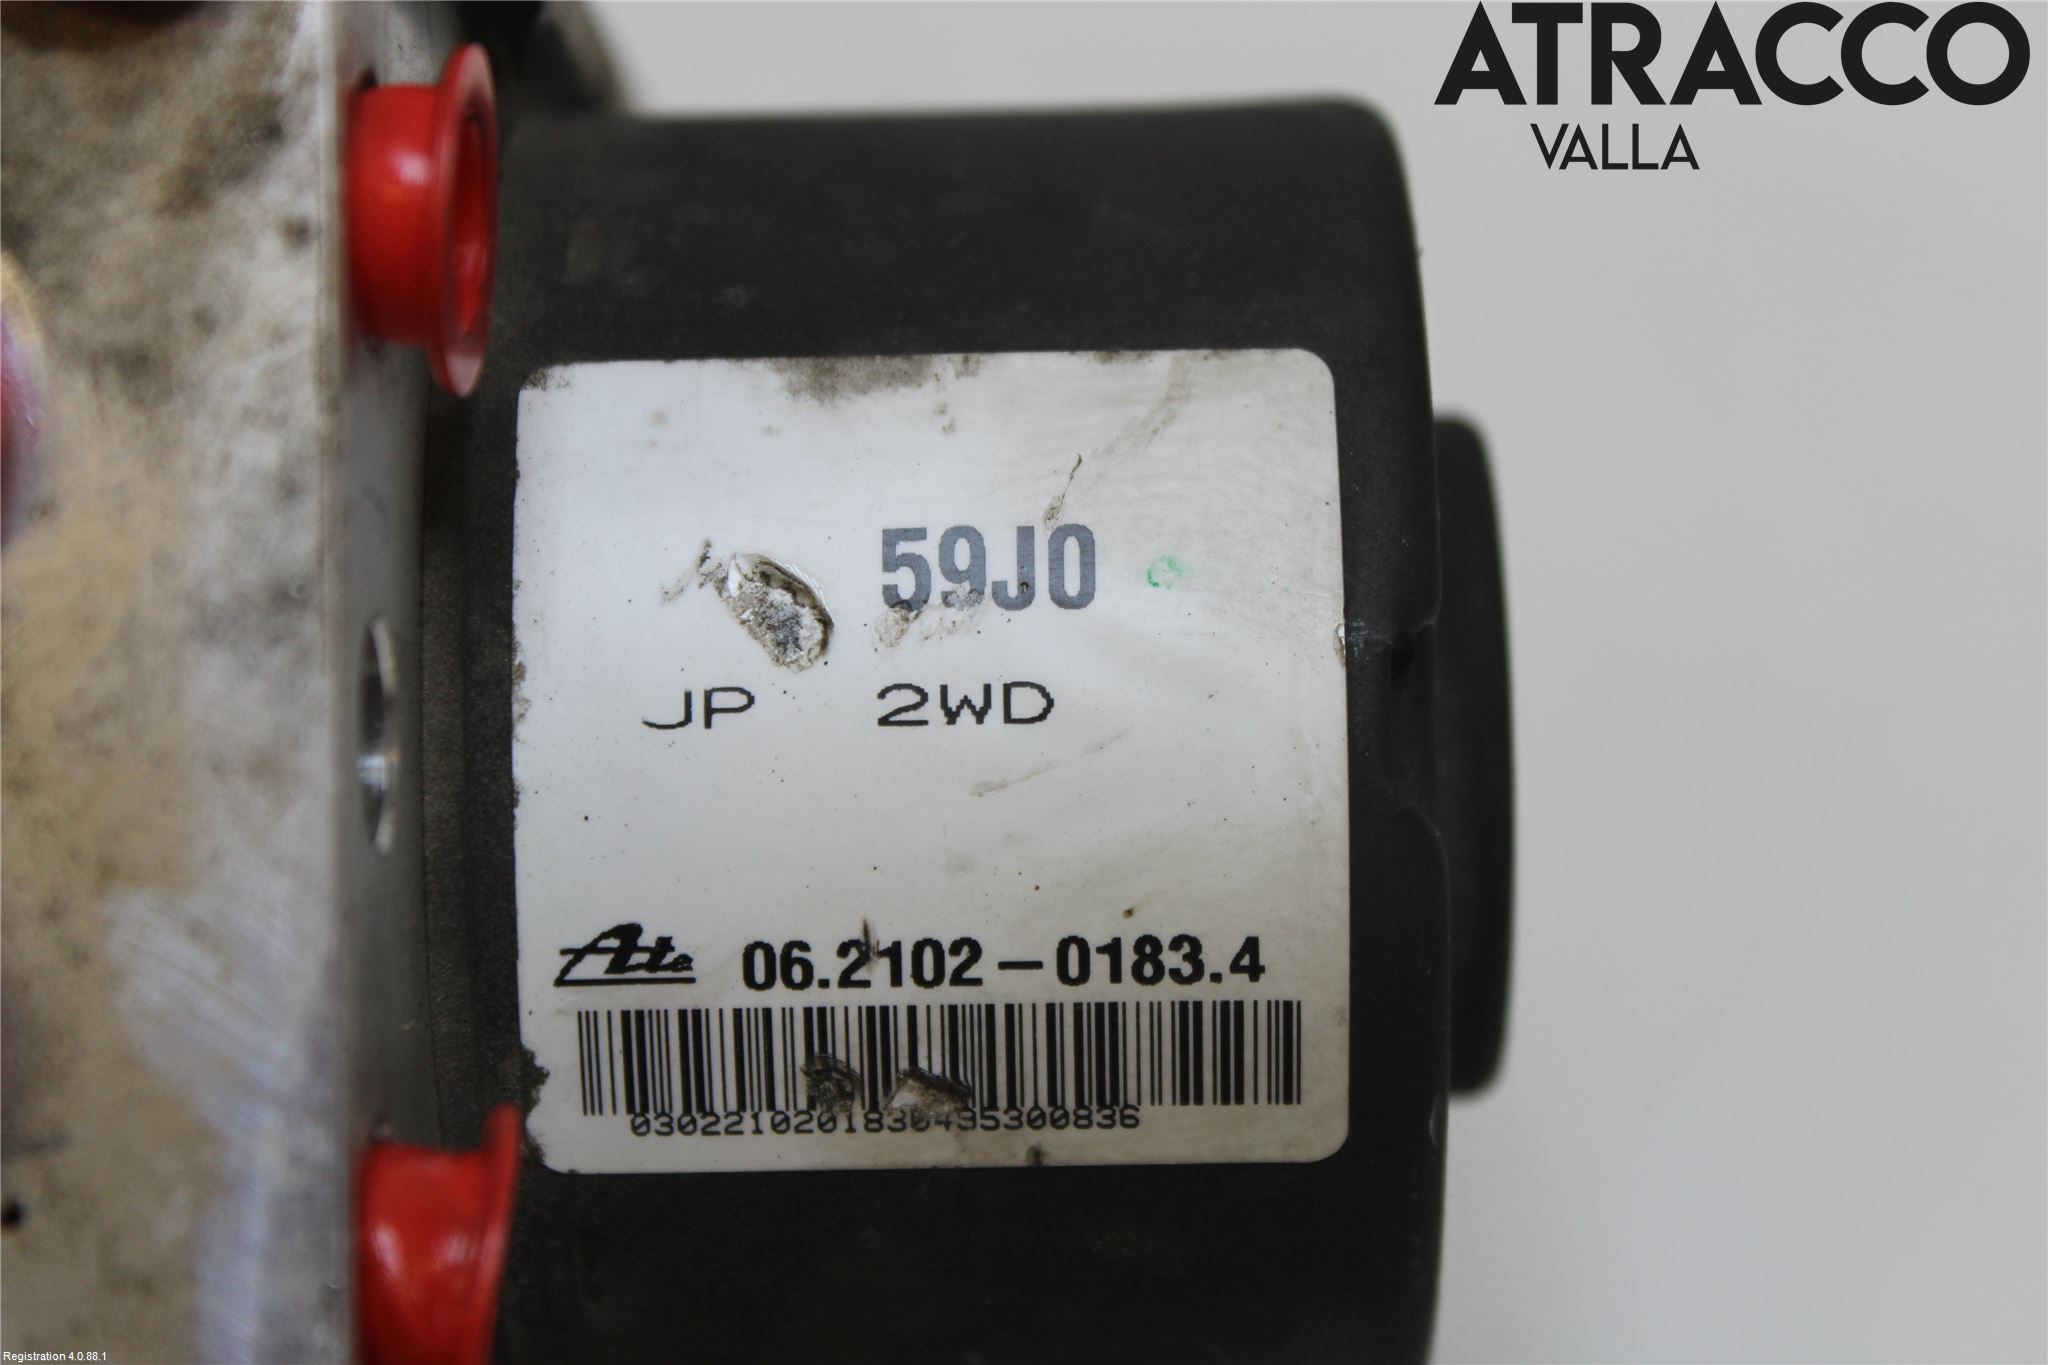 ATRACCO
VALLA
59J0
JP 2WD
Ate 06.2102-0183.4
Registration 4.0.88.1